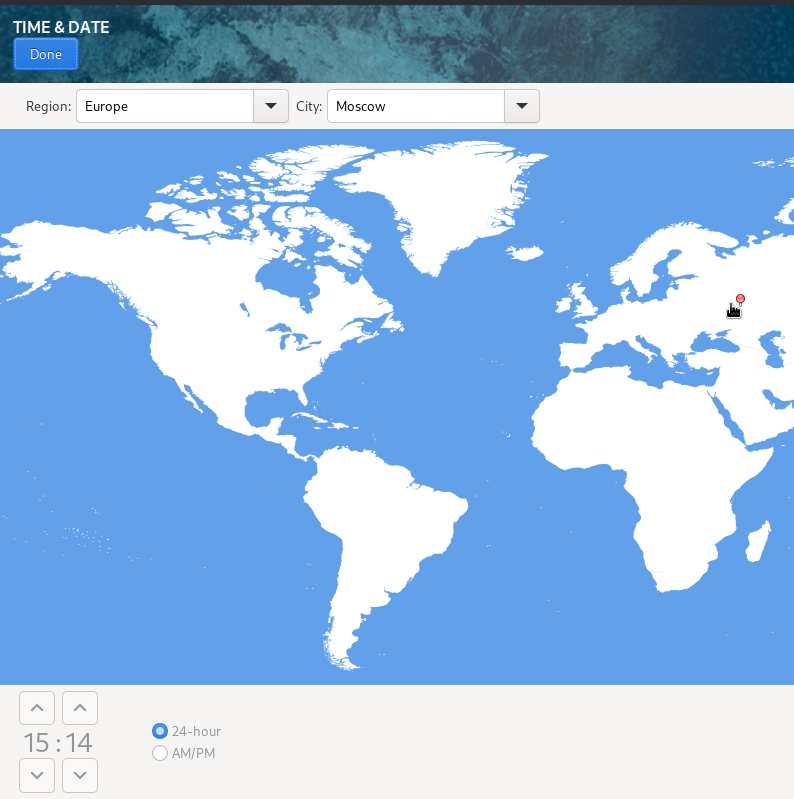 TIME & DATE
Done
Region: Europe City: Moscow
15:14
24-hour
AM/PM